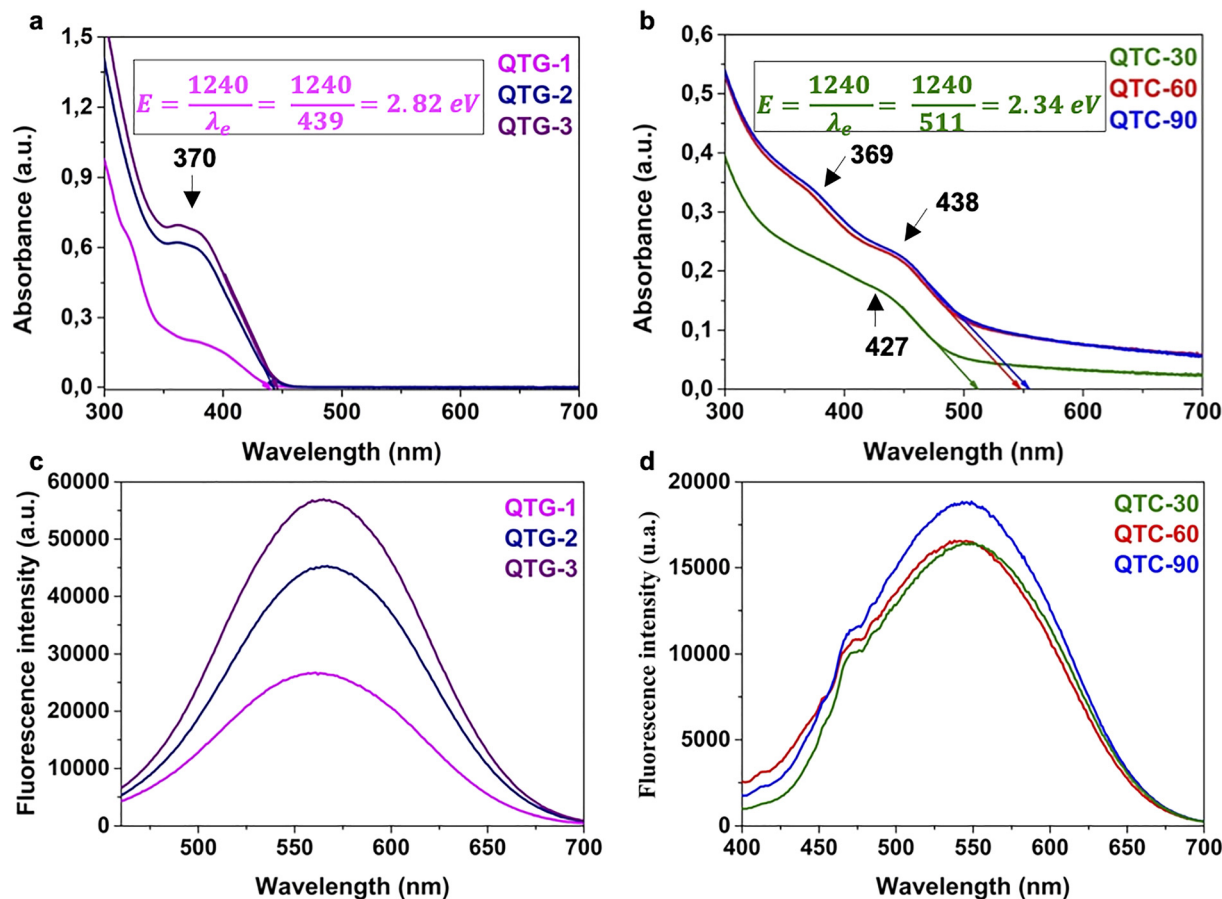 a
1,5
1,2
0,9
0,6
0,3
0,0
Absorbance (a.u.)
QTG-1
QTG-2
QTG-3
E = 1240/λe = 1240/439 = 2.82 eV
370
300 400 500 600 700
Wavelength (nm)
b
0,6
0,5
0,4
0,3
0,2
0,1
0,0
Absorbance (a.u.)
QTC-30
QTC-60
QTC-90
E = 1240/λe = 1240/511 = 2.34 eV
369
438
427
300 400 500 600 700
Wavelength (nm)
c
60000
50000
40000
30000
20000
10000
0
Fluorescence intensity (a.u.)
QTG-1
QTG-2
QTG-3
500 550 600 650 700
Wavelength (nm)
d
20000
15000
10000
5000
0
Fluorescence intensity (u.a.)
QTC-30
QTC-60
QTC-90
400 450 500 550 600 650 700
Wavelength (nm)